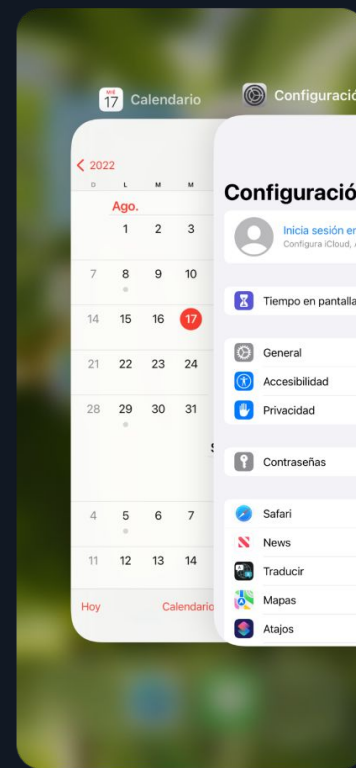 MIÉ
17 Calendario
Configuració
2022
D L M M
Ago.
1 2 3
7 8 9 10
14 15 16 17
21 22 23 24
28 29 30 31
4 5 6 7
11 12 13 14
Hoy Calendario
Configuració
Inicia sesión en
Configura iCloud,
Tiempo en pantalla
General
Accesibilidad
Privacidad
Contraseñas
Safari
News
Traducir
Mapas
Atajos